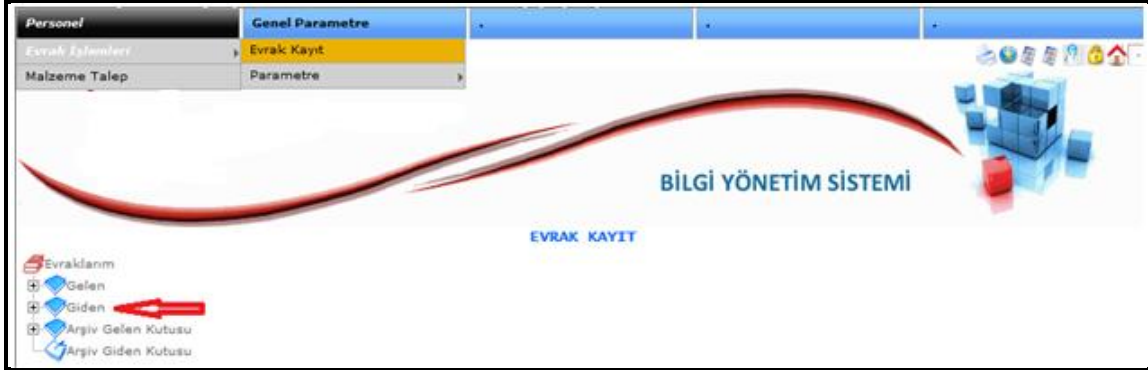 Personel
Genel Parametre
.
.
.
Evrak İşlemleri
Evrak Kayıt
Malzeme Talep
Parametre
BİLGİ YÖNETİM SİSTEMİ
EVRAK KAYIT
Evraklarım
Gelen
Giden
Arşiv Gelen Kutusu
Arşiv Giden Kutusu